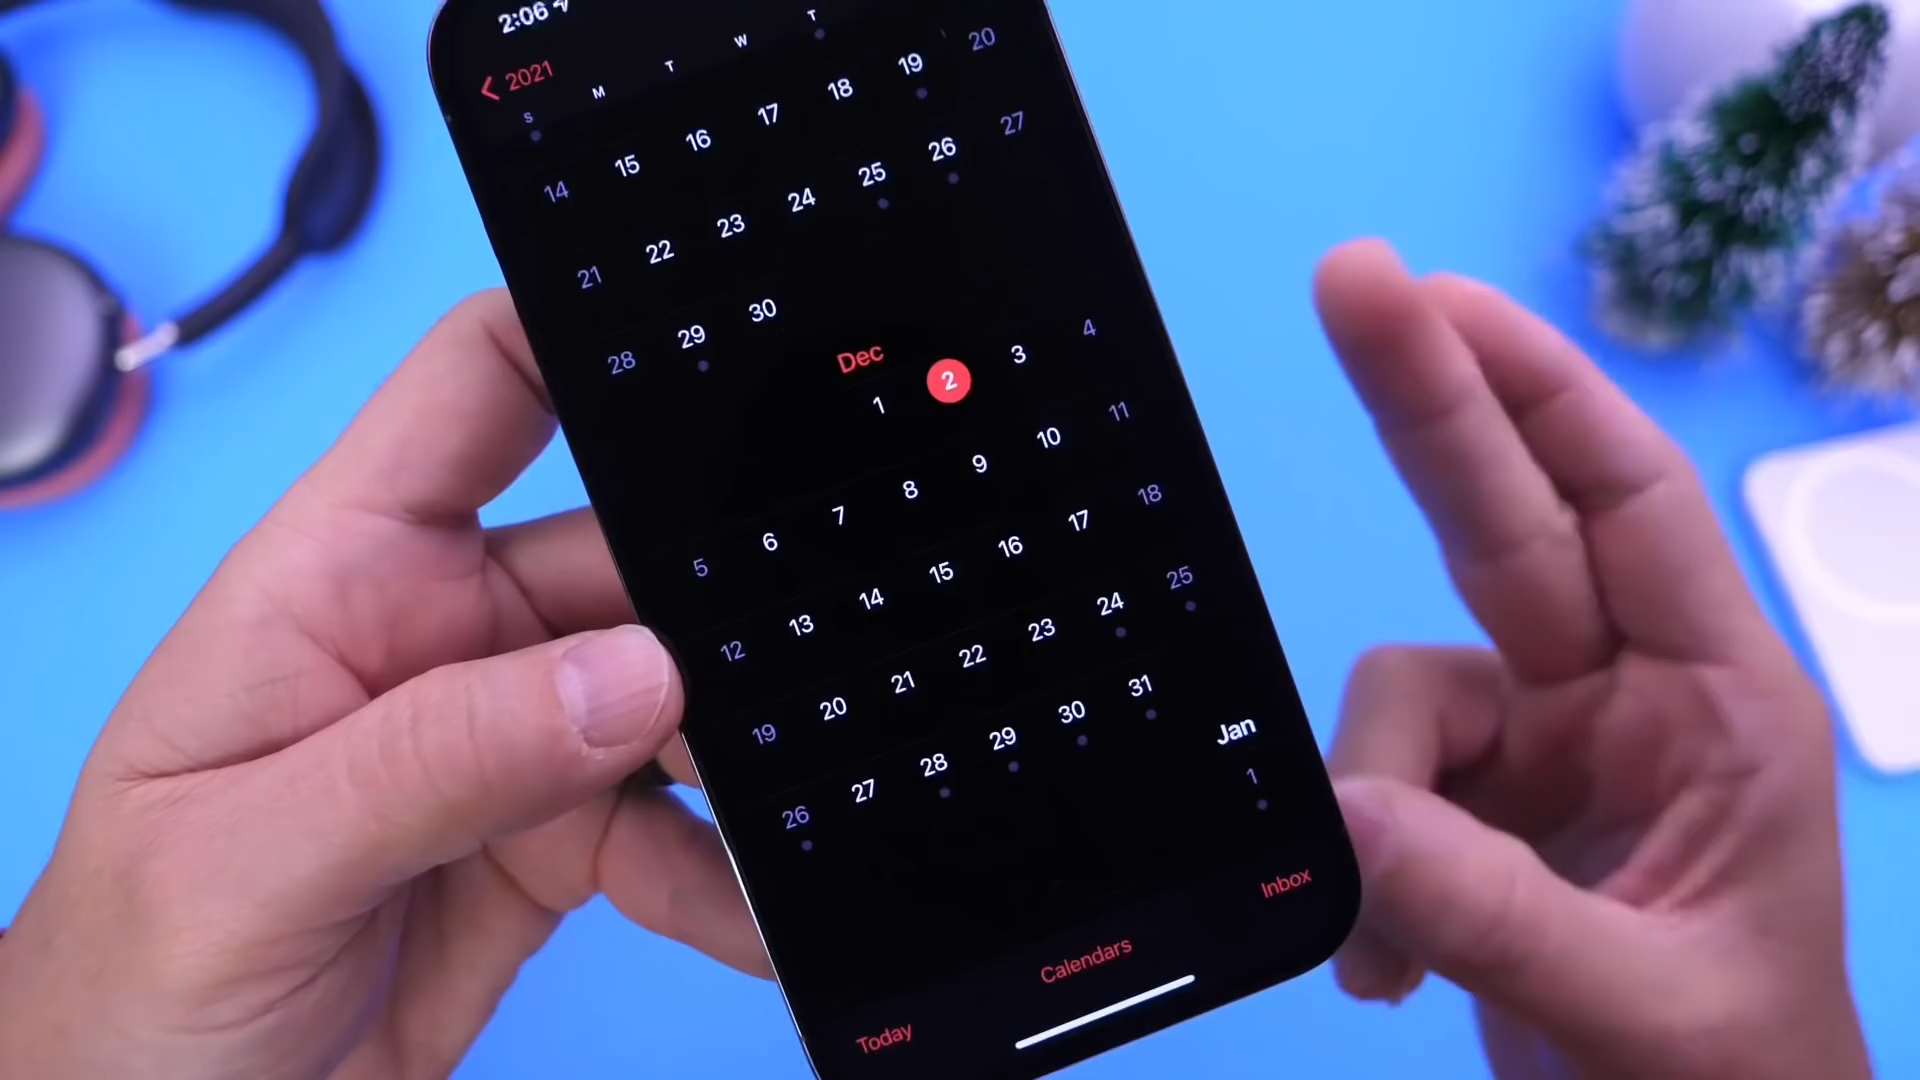 2:06
2021
S M T W T
14 15 16 17 18 19 20
21 22 23 24 25 26 27
28 29 30
Dec
1 2 3 4
5 6 7 8 9 10 11
12 13 14 15 16 17 18
19 20 21 22 23 24 25
26 27 28 29 30 31
Jan
1
Today Calendars Inbox